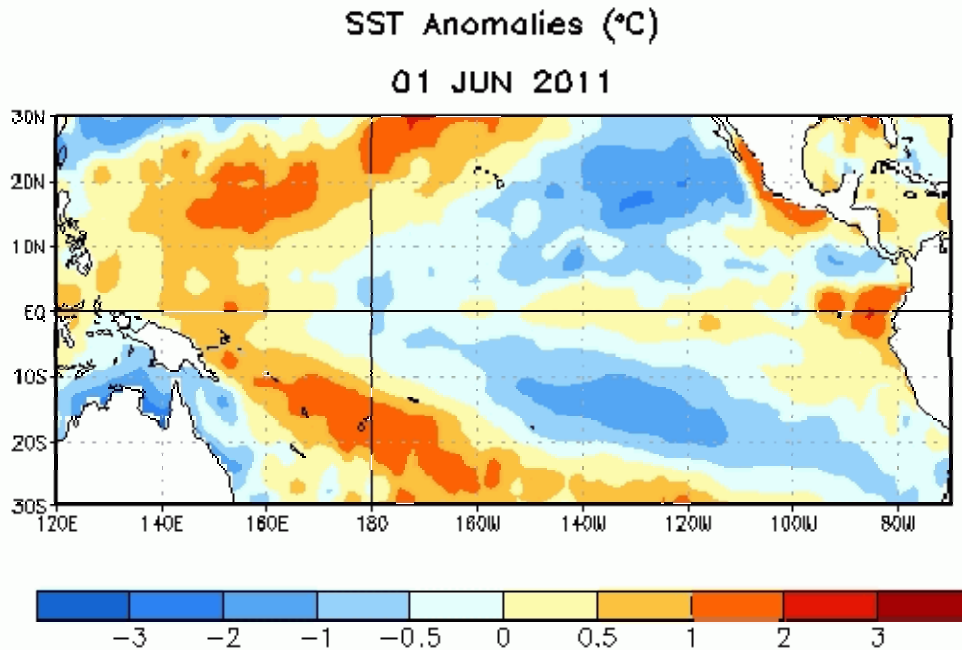 SST Anomalies (°C)
01 JUN 2011
30N
20N
10N
EQ
10S
20S
30S
120E 140E 160E 180 160W 140W 120W 100W 80W
-3 -2 -1 -0.5 0 0.5 1 2 3